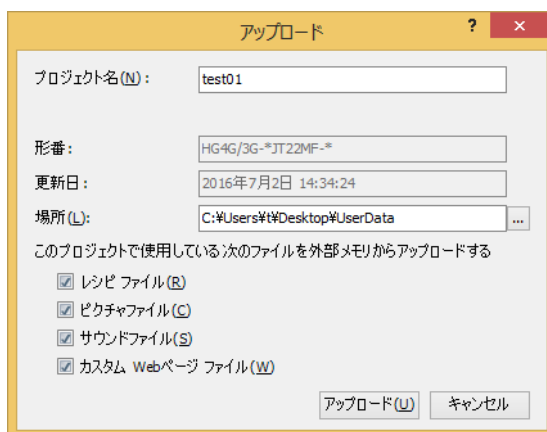 アップロード ? ×
プロジェクト名(N): test01
形番: HG4G/3G-*JT22MF-*
更新日: 2016年7月2日 14:34:24
場所(L): C:¥Users¥t¥Desktop¥UserData ...
このプロジェクトで使用している次のファイルを外部メモリからアップロードする
レシピ ファイル(R)
ピクチャファイル(C)
サウンドファイル(S)
カスタム Webページ ファイル(W)
アップロード(U) キャンセル